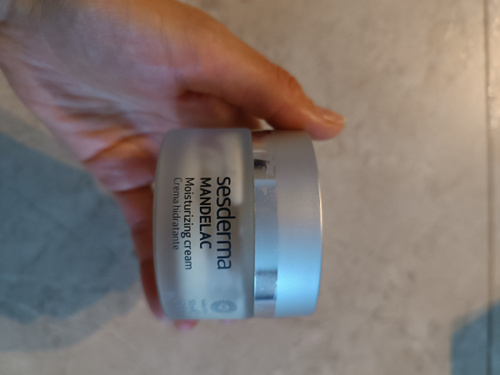 sesderma
MANDELAC
Moisturizing cream
Crema hidratante